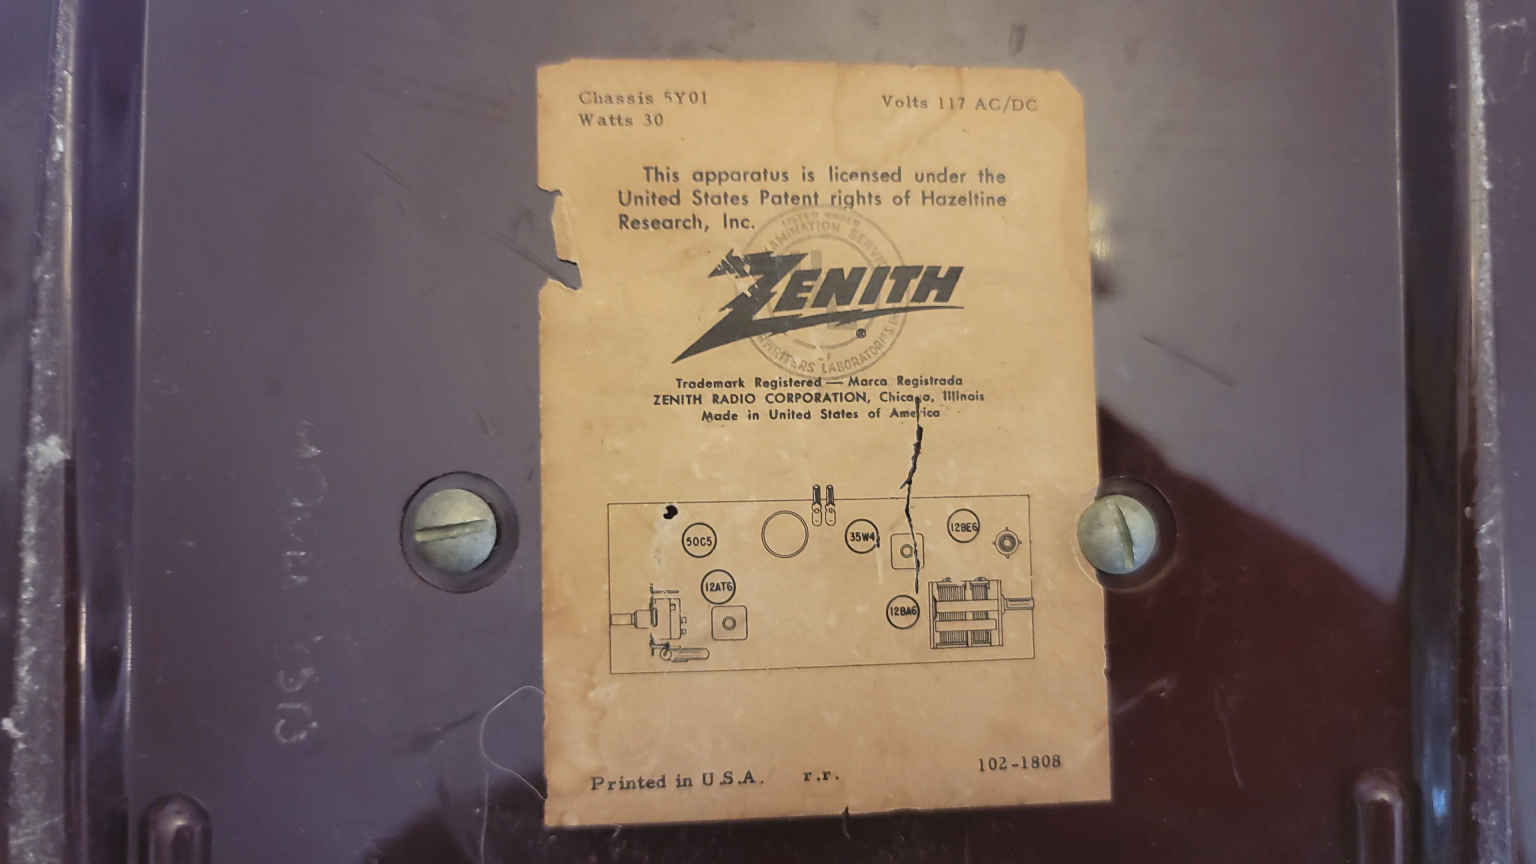 Chassis 5Y01
Volts 117 AC/DC
Watts 30
This apparatus is licensed under the
United States Patent rights of Hazeltine
Research, Inc.
ZENITH
®
Trademark Registered — Marca Registrada
ZENITH RADIO CORPORATION, Chicago, Illinois
Made in United States of America
50C5
35W4
12BE6
12AT6
12BA6
102-1808
Printed in U.S.A.
r.r.